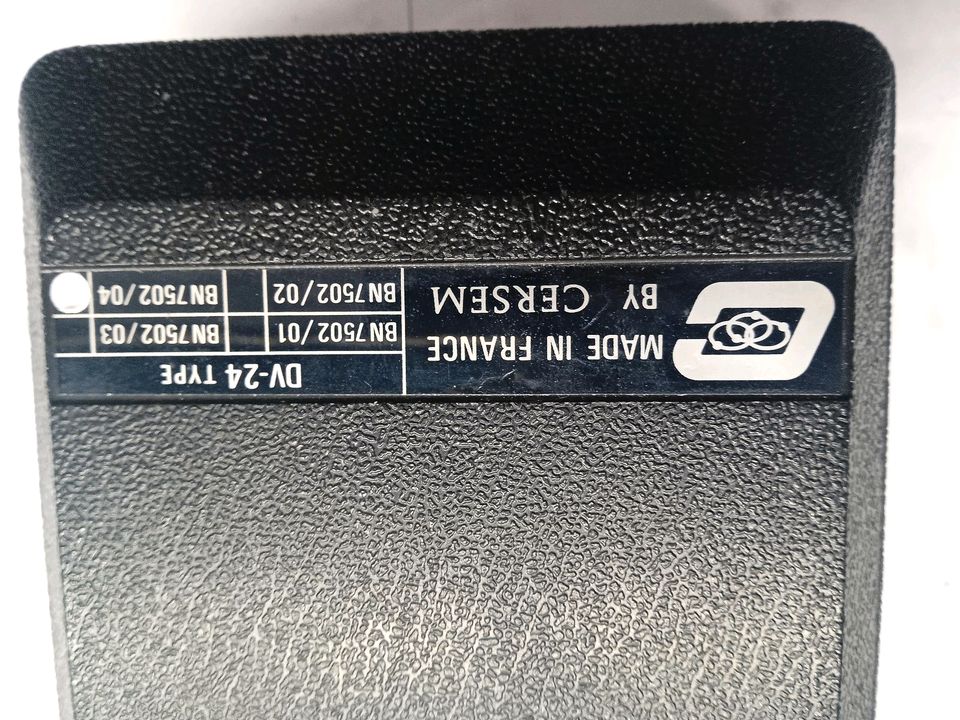 DV-24 TYPE
BN7502/01
BN7502/03
BN7502/02
BN7502/04
MADE IN FRANCE
BY CERSEM